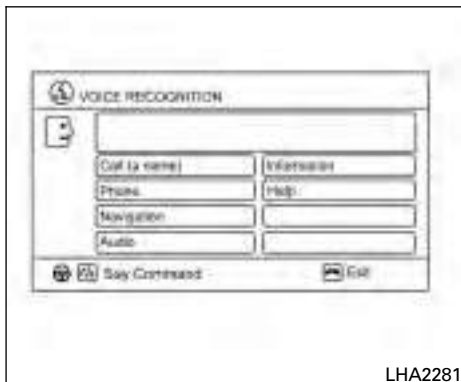 VOICE RECOGNITION
Call (a name) Information
Phone Help
Navigation
Audio
Say Command Exit
LHA2281